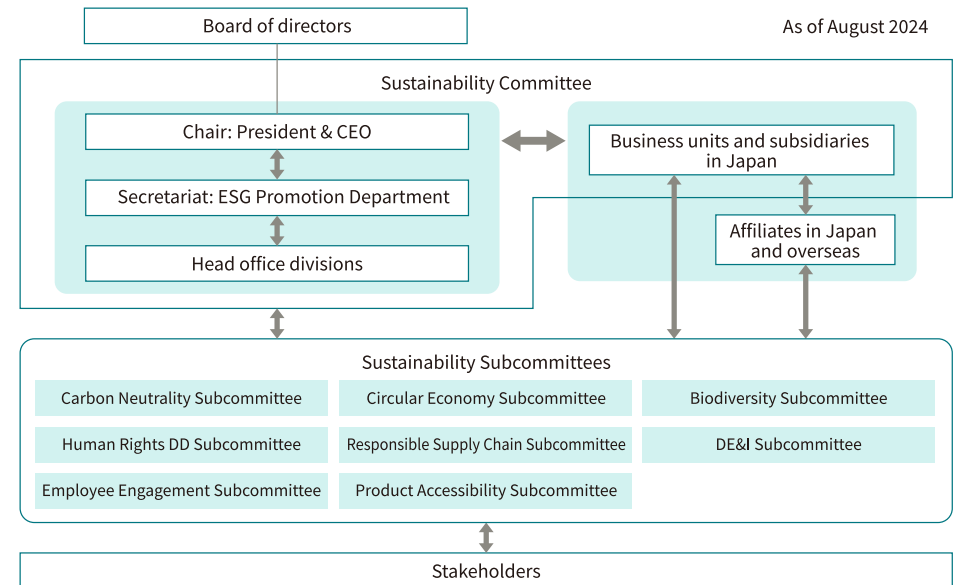 Board of directors
As of August 2024
Sustainability Committee
Chair: President & CEO
Secretariat: ESG Promotion Department
Head office divisions
Business units and subsidiaries
in Japan
Affiliates in Japan
and overseas
Sustainability Subcommittees
Carbon Neutrality Subcommittee
Circular Economy Subcommittee
Biodiversity Subcommittee
Human Rights DD Subcommittee
Responsible Supply Chain Subcommittee
DE&I Subcommittee
Employee Engagement Subcommittee
Product Accessibility Subcommittee
Stakeholders